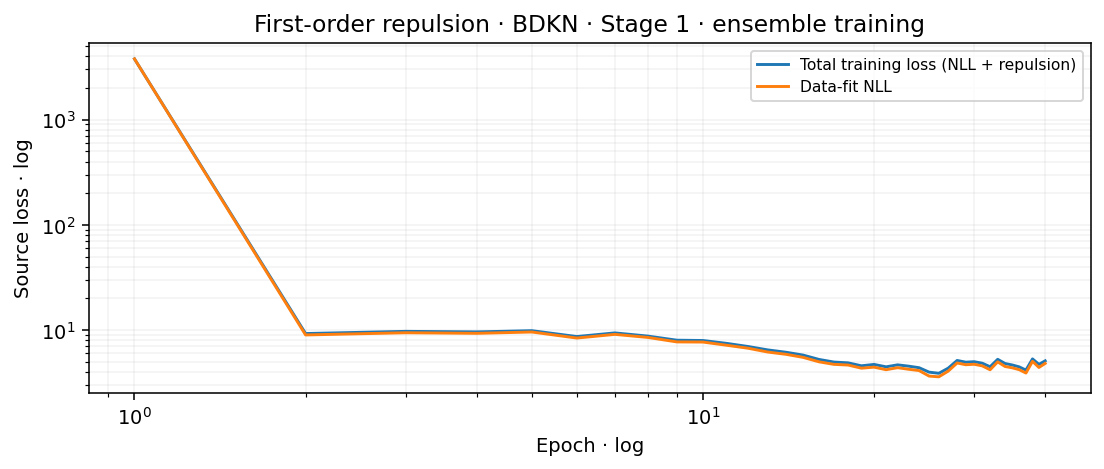 First-order repulsion · BDKN · Stage 1 · ensemble training
Total training loss (NLL + repulsion)
Data-fit NLL
Source loss · log
10³
10²
10¹
10⁰
10¹
Epoch · log